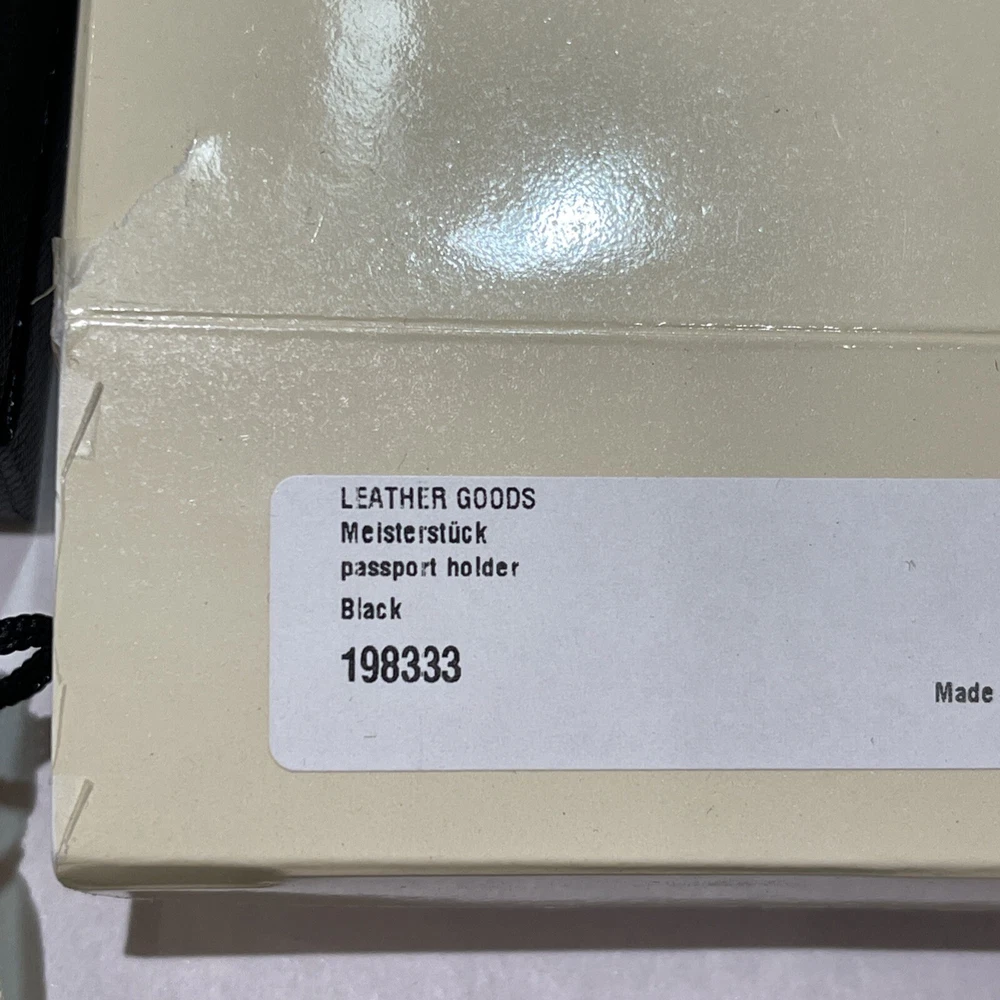 LEATHER GOODS
Meisterstück
passport holder
Black
198333
Made